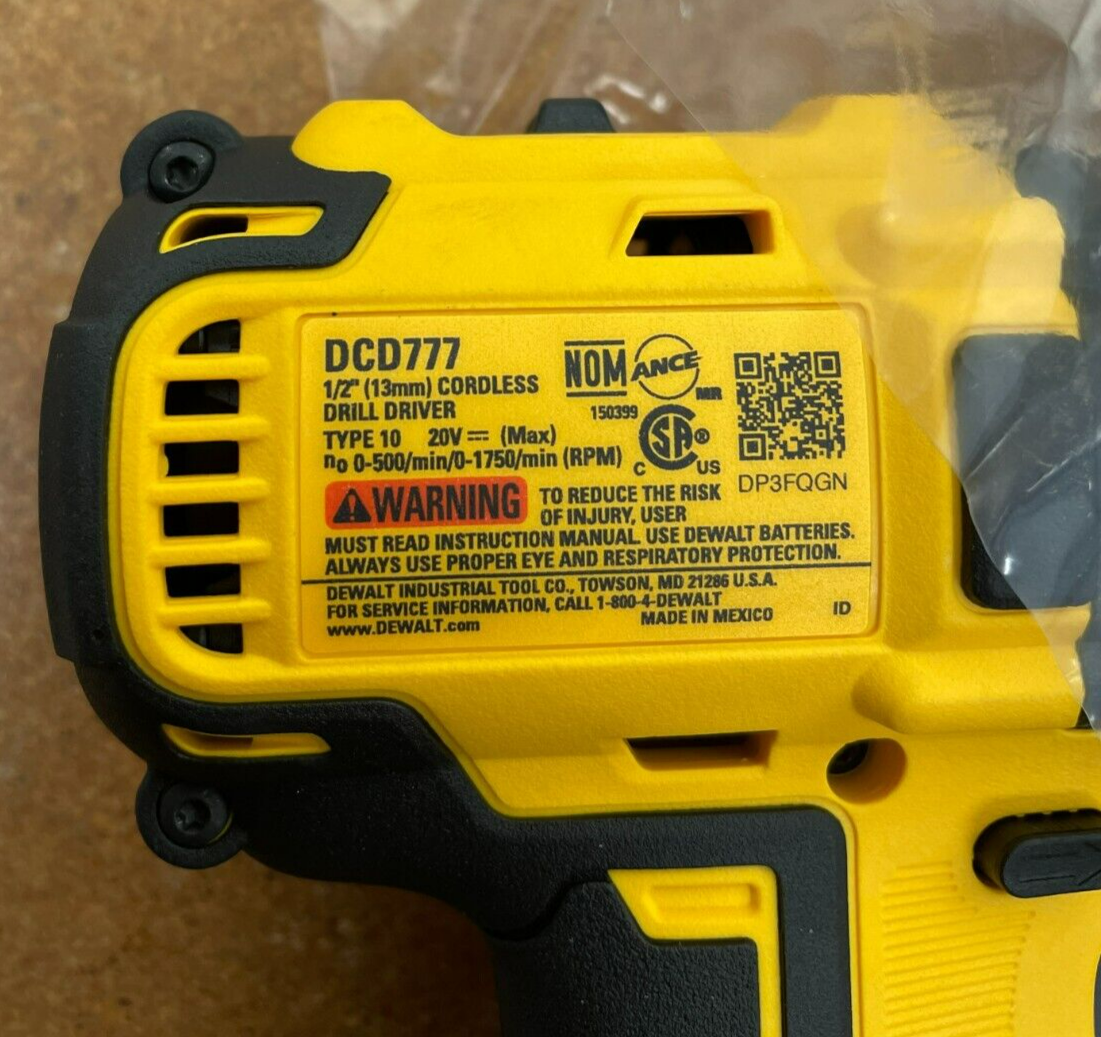 DCD777
1/2" (13mm) CORDLESS
DRILL DRIVER
TYPE 10 20V ⎓ (Max)
no 0-500/min/0-1750/min (RPM)
NOM ANCE MR
150399
C SA® US
DP3FQGN
⚠WARNING TO REDUCE THE RISK
OF INJURY, USER
MUST READ INSTRUCTION MANUAL. USE DEWALT BATTERIES.
ALWAYS USE PROPER EYE AND RESPIRATORY PROTECTION.
DEWALT INDUSTRIAL TOOL CO., TOWSON, MD 21286 U.S.A.
FOR SERVICE INFORMATION, CALL 1-800-4-DEWALT
www.DEWALT.com MADE IN MEXICO ID